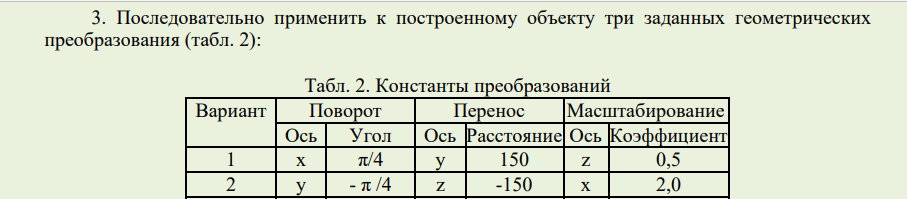 3. Последовательно применить к построенному объекту три заданных геометрических
преобразования (табл. 2):
Табл. 2. Константы преобразований
Вариант Поворот Перенос Масштабирование
Ось Угол Ось Расстояние Ось Коэффициент
1 x π/4 y 150 z 0,5
2 y - π /4 z -150 x 2,0